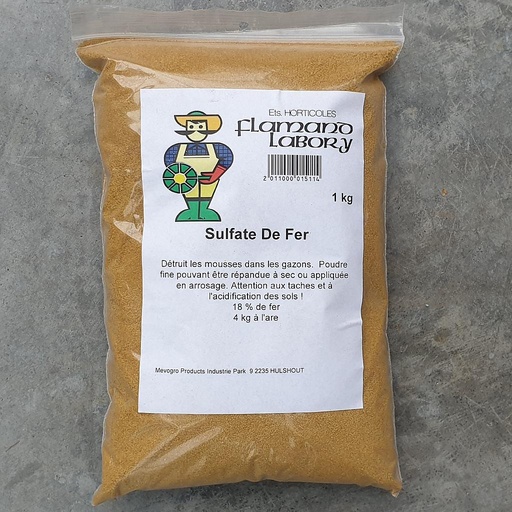 Ets. HORTICOLES
flamand
Labory
2 011000 015114
1 kg
Sulfate De Fer
Détruit les mousses dans les gazons. Poudre
fine pouvant être répandue à sec ou appliquée
en arrosage. Attention aux taches et à
l'acidification des sols !
18 % de fer
4 kg à l'are
Mevogro Products Industrie Park 9 2235 HULSHOUT